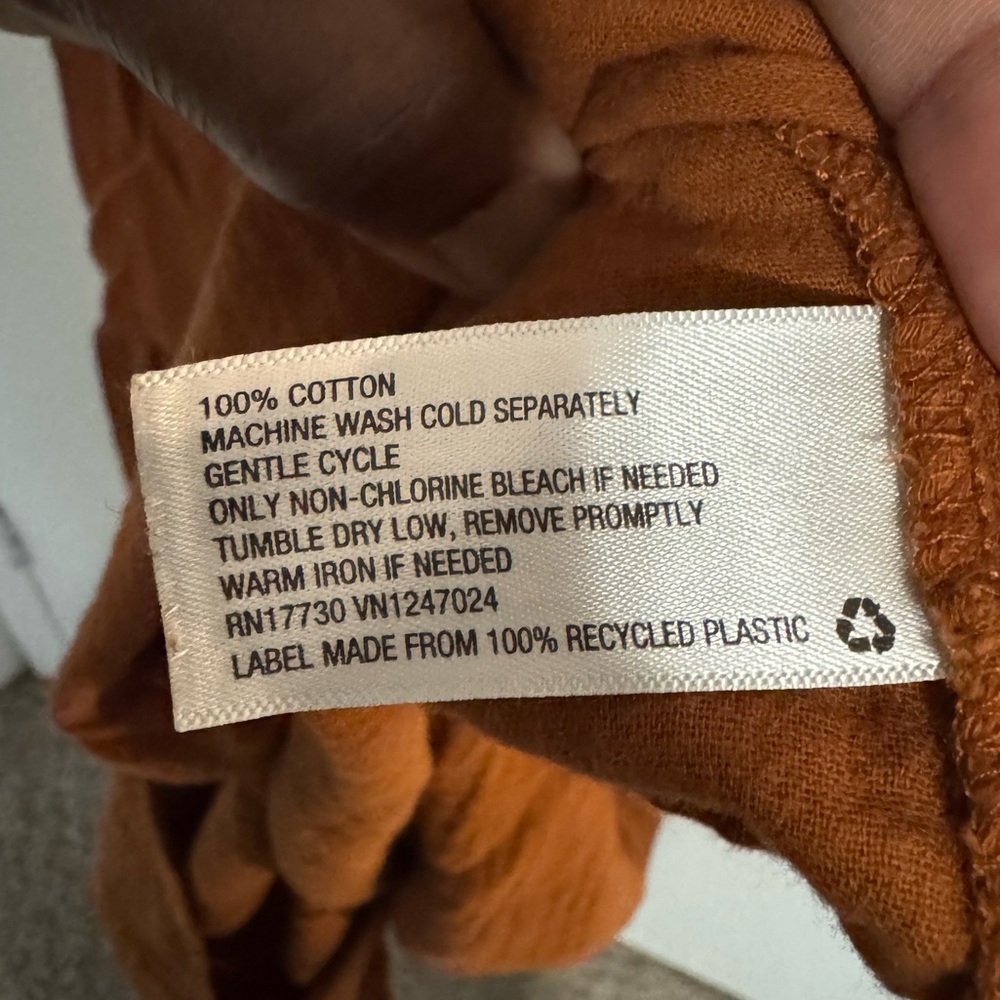 100% COTTON
MACHINE WASH COLD SEPARATELY
GENTLE CYCLE
ONLY NON-CHLORINE BLEACH IF NEEDED
TUMBLE DRY LOW, REMOVE PROMPTLY
WARM IRON IF NEEDED
RN17730 VN1247024
LABEL MADE FROM 100% RECYCLED PLASTIC